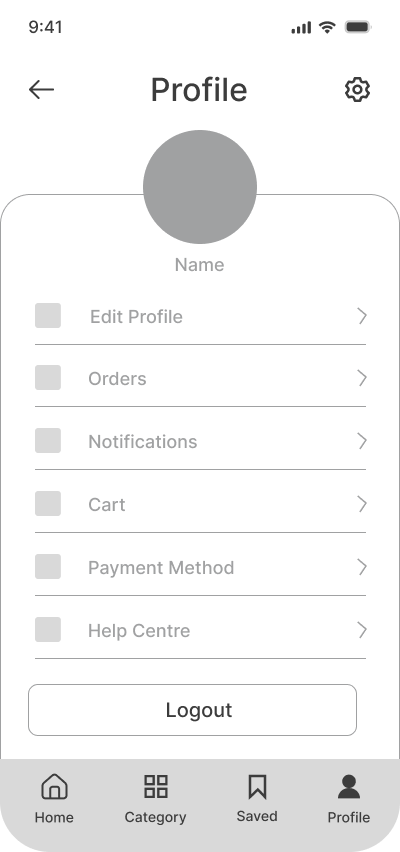 9:41
Profile
Name
Edit Profile
Orders
Notifications
Cart
Payment Method
Help Centre
Logout
Home Category Saved Profile